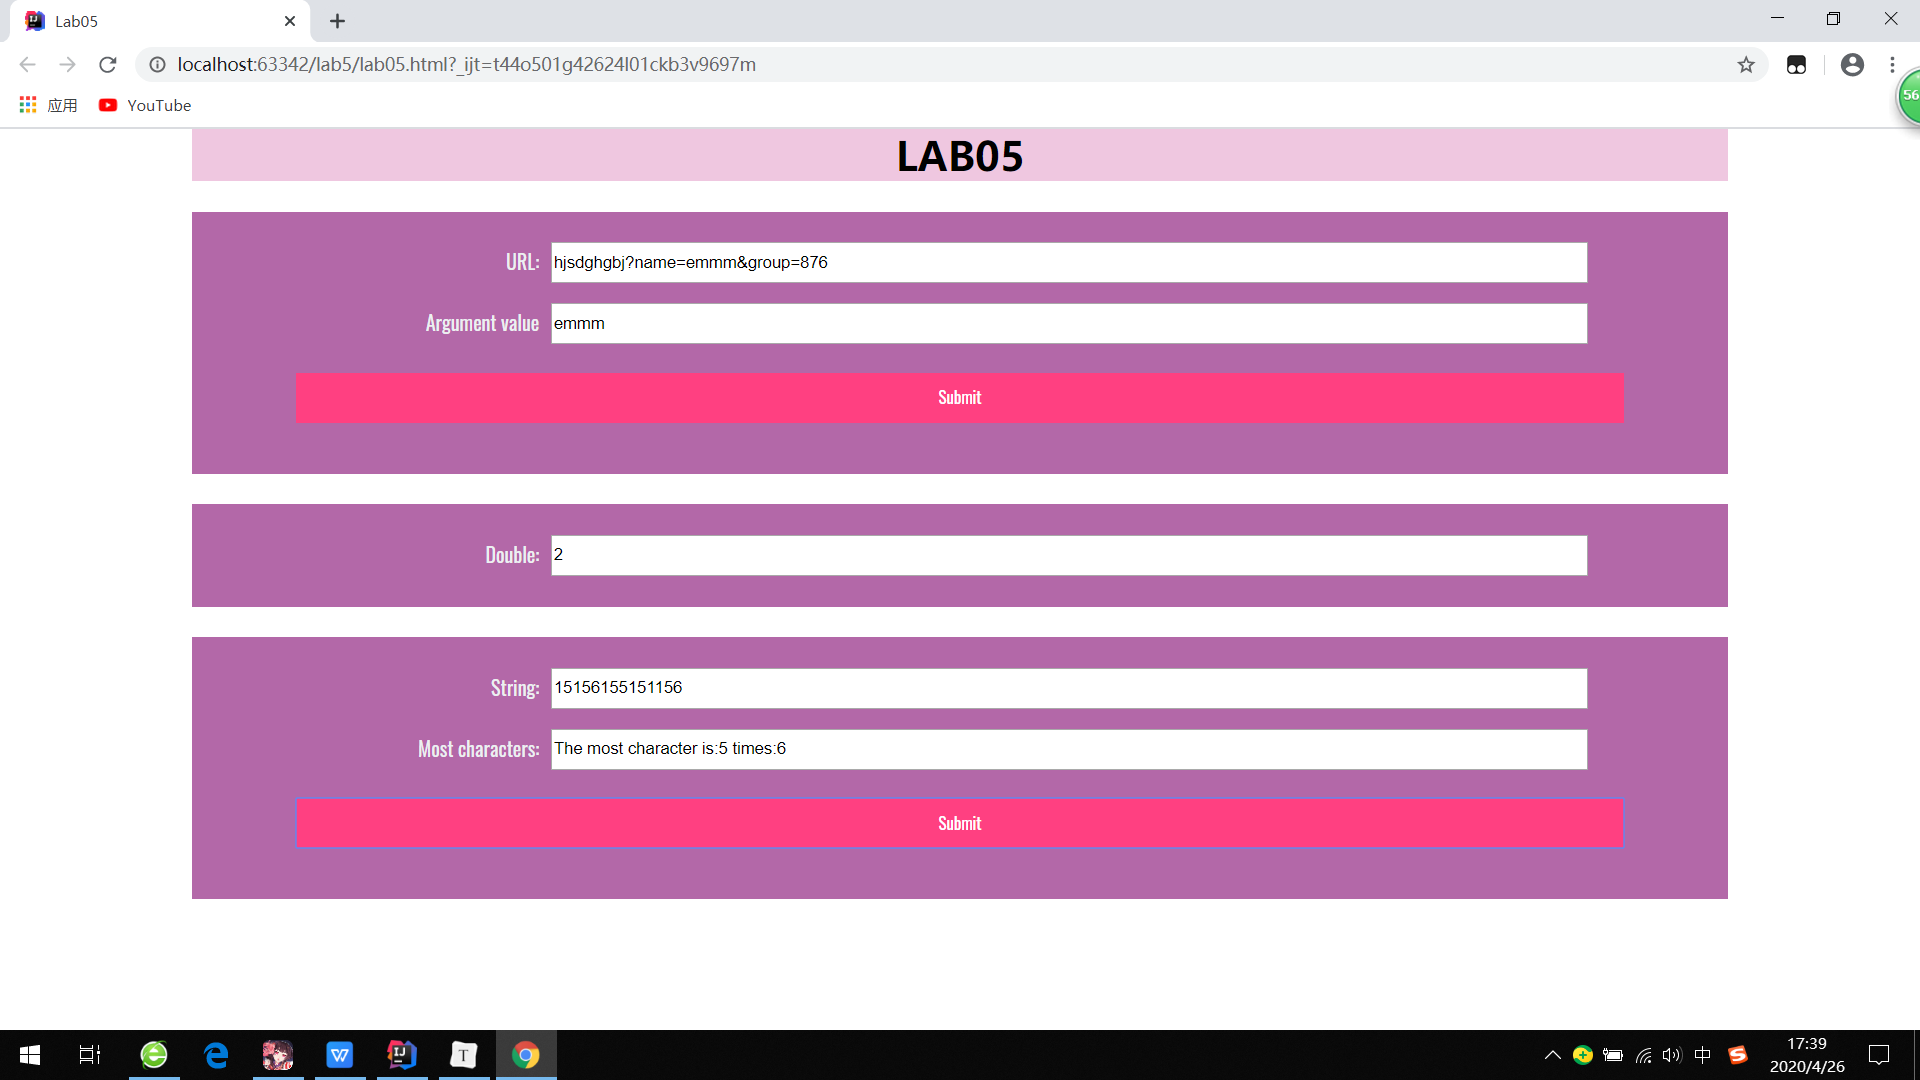 Lab05
localhost:63342/lab5/lab05.html?_ijt=t44o501g42624l01ckb3v9697m
应用 YouTube
56
LAB05
URL: hjsdghgbj?name=emmm&group=876
Argument value emmm
Submit
Double: 2
String: 15156155151156
Most characters: The most character is:5 times:6
Submit
中
17:39
2020/4/26